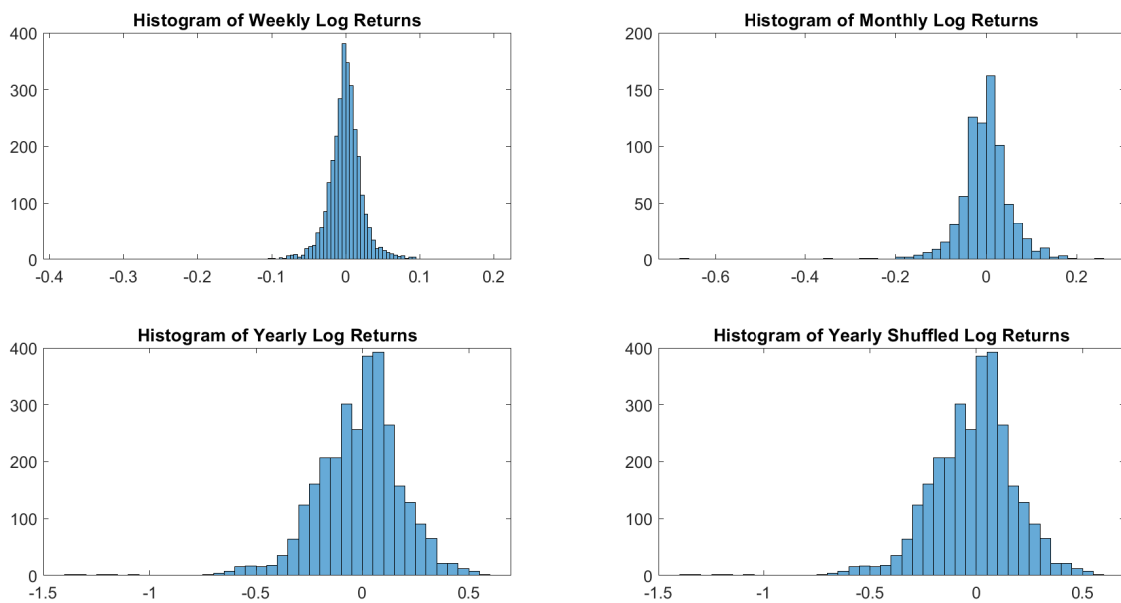 Histogram of Weekly Log Returns
400
300
200
100
0
-0.4 -0.3 -0.2 -0.1 0 0.1 0.2
Histogram of Monthly Log Returns
200
150
100
50
0
-0.6 -0.4 -0.2 0 0.2
Histogram of Yearly Log Returns
400
300
200
100
0
-1.5 -1 -0.5 0 0.5
Histogram of Yearly Shuffled Log Returns
400
300
200
100
0
-1.5 -1 -0.5 0 0.5